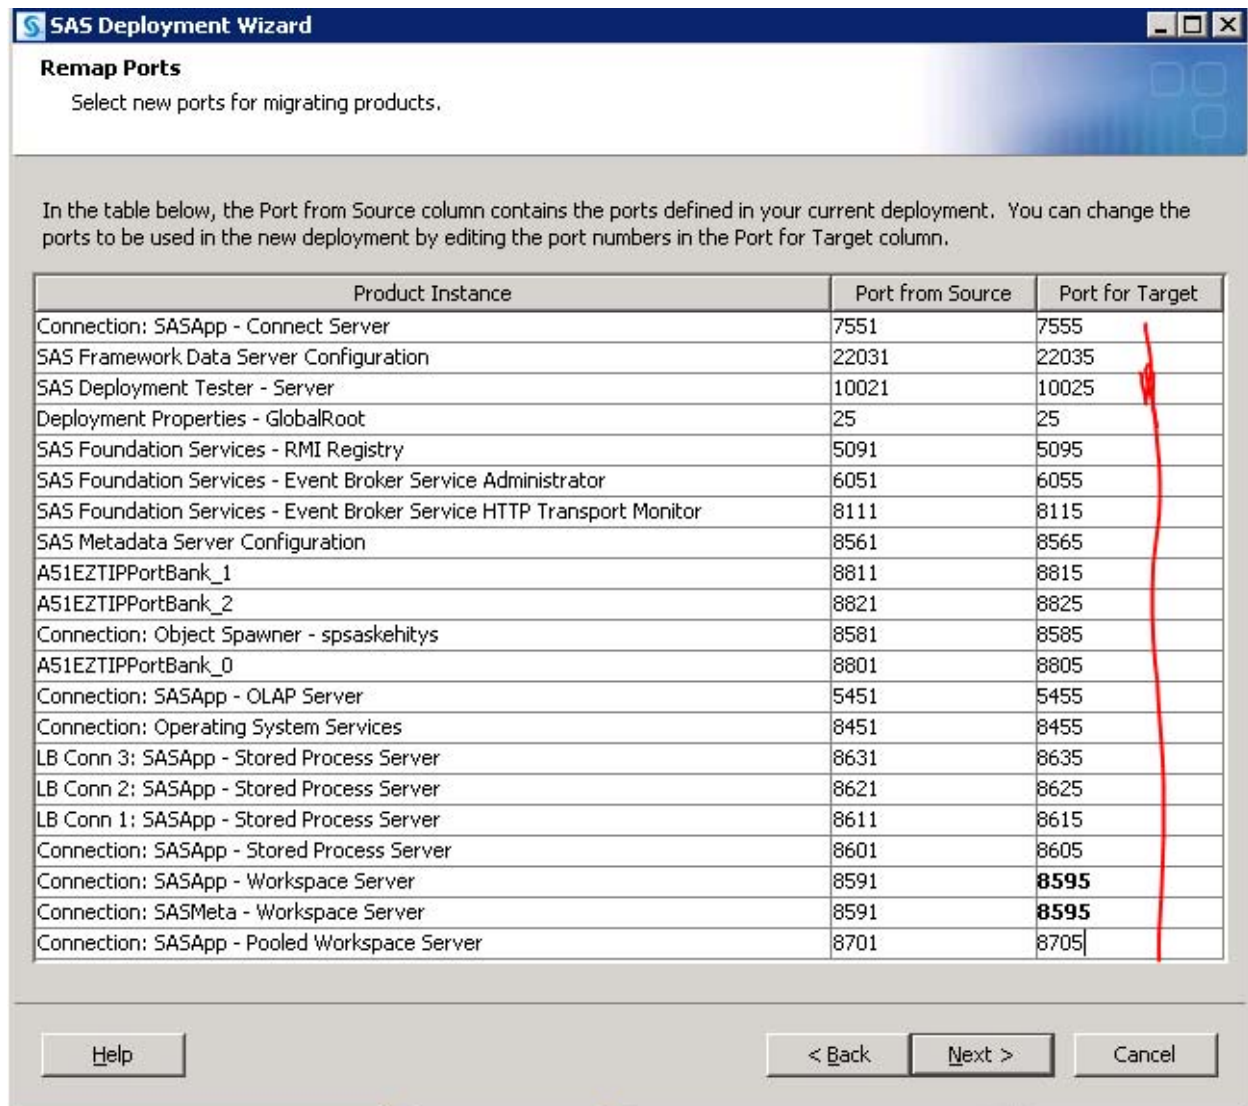 SAS Deployment Wizard
Remap Ports
Select new ports for migrating products.
In the table below, the Port from Source column contains the ports defined in your current deployment. You can change the
ports to be used in the new deployment by editing the port numbers in the Port for Target column.
Product Instance Port from Source Port for Target
Connection: SASApp - Connect Server 7551 7555
SAS Framework Data Server Configuration 22031 22035
SAS Deployment Tester - Server 10021 10025
Deployment Properties - GlobalRoot 25 25
SAS Foundation Services - RMI Registry 5091 5095
SAS Foundation Services - Event Broker Service Administrator 6051 6055
SAS Foundation Services - Event Broker Service HTTP Transport Monitor 8111 8115
SAS Metadata Server Configuration 8561 8565
A51EZTIPPortBank_1 8811 8815
A51EZTIPPortBank_2 8821 8825
Connection: Object Spawner - spsaskehitys 8581 8585
A51EZTIPPortBank_0 8801 8805
Connection: SASApp - OLAP Server 5451 5455
Connection: Operating System Services 8451 8455
LB Conn 3: SASApp - Stored Process Server 8631 8635
LB Conn 2: SASApp - Stored Process Server 8621 8625
LB Conn 1: SASApp - Stored Process Server 8611 8615
Connection: SASApp - Stored Process Server 8601 8605
Connection: SASApp - Workspace Server 8591 8595
Connection: SASMeta - Workspace Server 8591 8595
Connection: SASApp - Pooled Workspace Server 8701 8705
Help < Back Next > Cancel